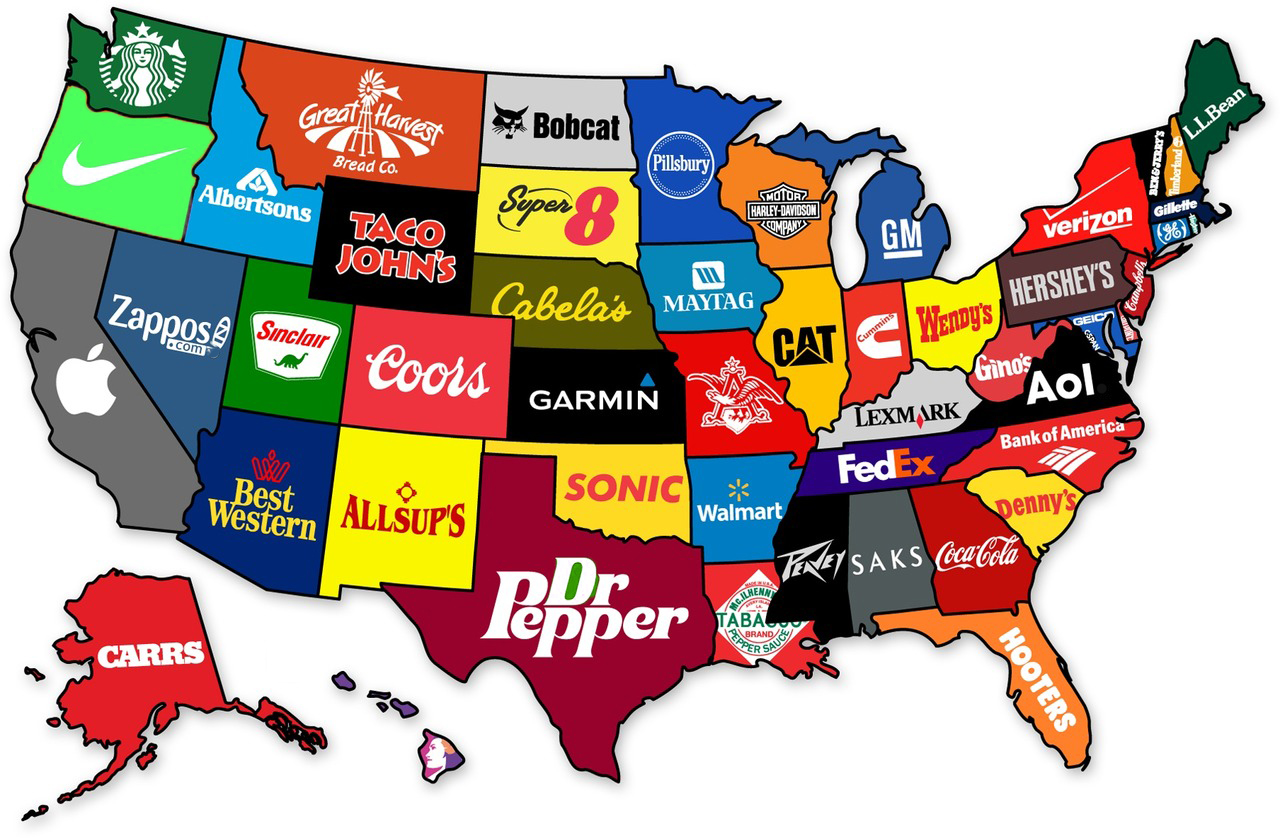 Great Harvest
Bread Co.
Bobcat
Pillsbury
L.L.Bean
BEN & JERRY'S
Timberland
Albertsons
Super 8
MOTOR
HARLEY-DAVIDSON
COMPANY
Gillette
verizon
GE
GM
TACO
JOHN'S
HERSHEY'S
Campbell's
MAYTAG
Cabela's
Zappos
.com
Sinclair
CAT
Cummins
C
Wendy's
GEICO
CSPAN
Gino's
Aol.
Coors
GARMIN
LEXMARK
Bank of America
FedEx
Best
Western
ALLSUP'S
SONIC
Walmart
Denny's
PEAVEY
SAKS
Coca-Cola
Dr
Pepper
MADE IN U.S.A.
McILHENNY CO.
TABASCO
BRAND
PEPPER SAUCE
HOOTERS
CARRS